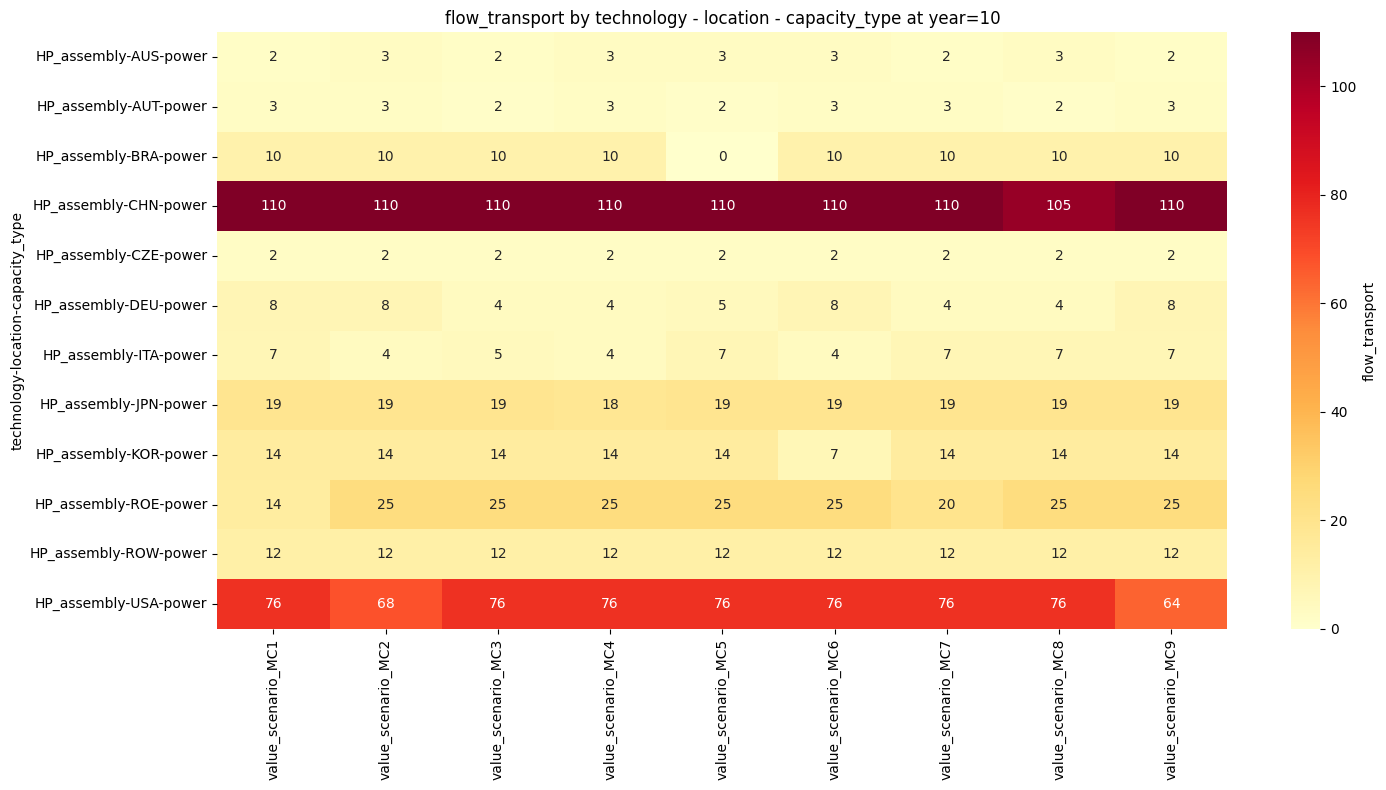 flow_transport by technology - location - capacity_type at year=10
technology-location-capacity_type
HP_assembly-AUS-power 2 3 2 3 3 3 2 3 2
HP_assembly-AUT-power 3 3 2 3 2 3 3 2 3
HP_assembly-BRA-power 10 10 10 10 0 10 10 10 10
HP_assembly-CHN-power 110 110 110 110 110 110 110 105 110
HP_assembly-CZE-power 2 2 2 2 2 2 2 2 2
HP_assembly-DEU-power 8 8 4 4 5 8 4 4 8
HP_assembly-ITA-power 7 4 5 4 7 4 7 7 7
HP_assembly-JPN-power 19 19 19 18 19 19 19 19 19
HP_assembly-KOR-power 14 14 14 14 14 7 14 14 14
HP_assembly-ROE-power 14 25 25 25 25 25 20 25 25
HP_assembly-ROW-power 12 12 12 12 12 12 12 12 12
HP_assembly-USA-power 76 68 76 76 76 76 76 76 64
value_scenario_MC1
value_scenario_MC2
value_scenario_MC3
value_scenario_MC4
value_scenario_MC5
value_scenario_MC6
value_scenario_MC7
value_scenario_MC8
value_scenario_MC9
100
80
60
40
20
0
flow_transport